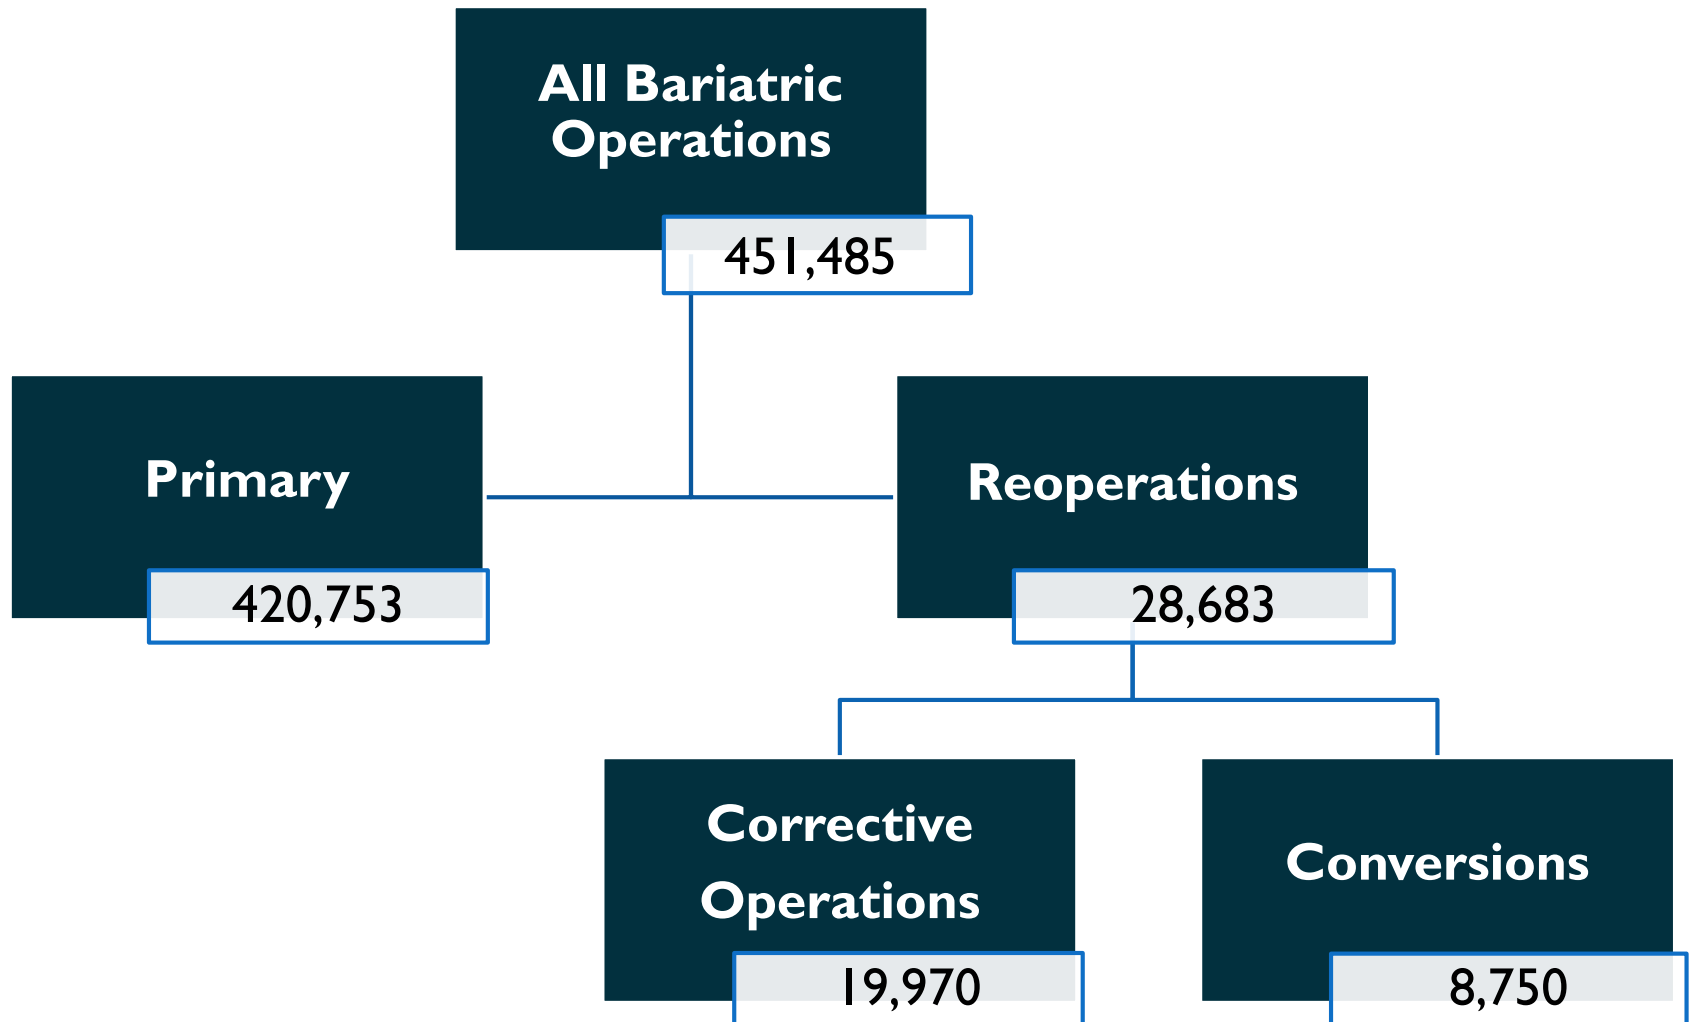 All Bariatric
Operations
451,485
Primary
420,753
Reoperations
28,683
Corrective
Operations
19,970
Conversions
8,750